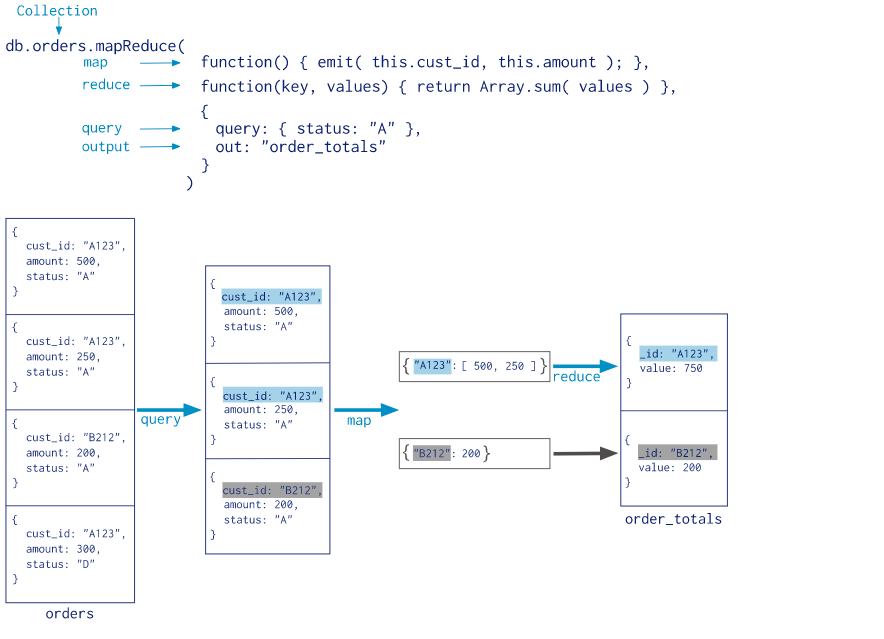 Collection
db.orders.mapReduce(
map function() { emit( this.cust_id, this.amount ); },
reduce function(key, values) { return Array.sum( values ) },
{
query query: { status: "A" },
output out: "order_totals"
}
)
{
cust_id: "A123",
amount: 500,
status: "A"
}
{
cust_id: "A123",
amount: 250,
status: "A"
}
{
cust_id: "B212",
amount: 200,
status: "A"
}
{
cust_id: "A123",
amount: 300,
status: "D"
}
orders
query
{
cust_id: "A123",
amount: 500,
status: "A"
}
{
cust_id: "A123",
amount: 250,
status: "A"
}
{
cust_id: "B212",
amount: 200,
status: "A"
}
map
{"A123": [ 500, 250 ] }
{"B212": 200 }
reduce
{
_id: "A123",
value: 750
}
{
_id: "B212",
value: 200
}
order_totals